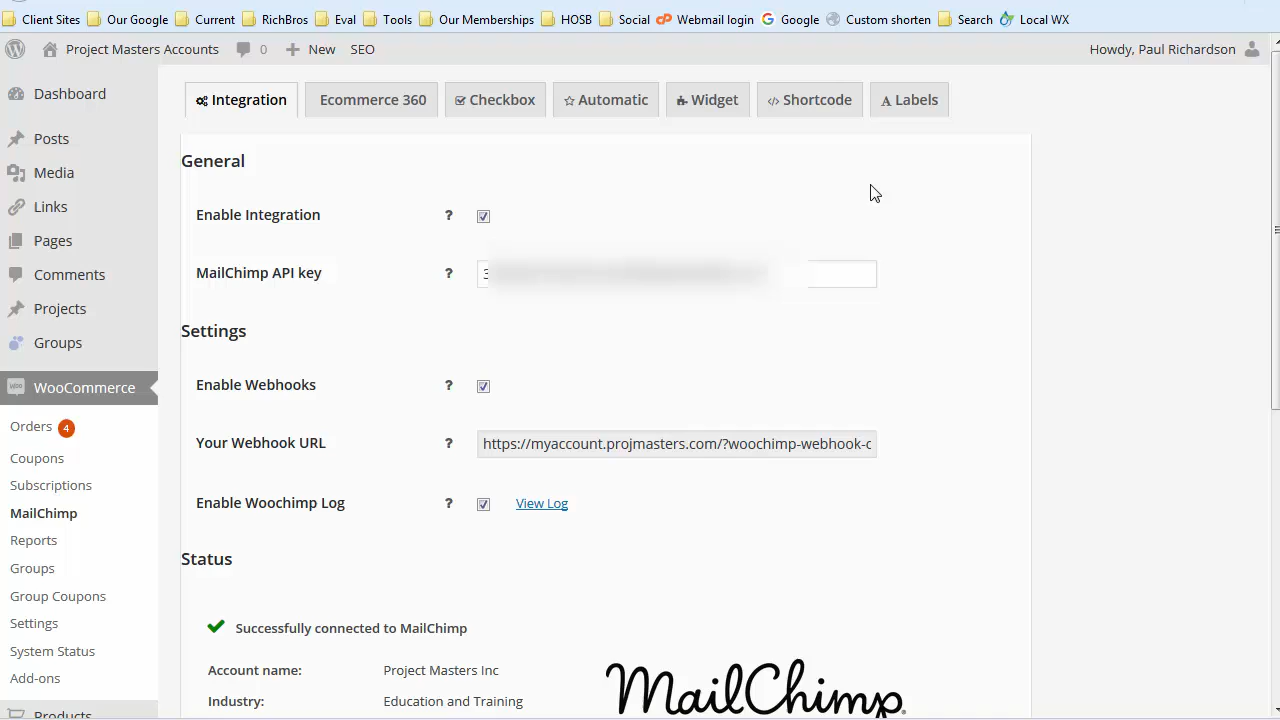 Client Sites Our Google Current RichBros Eval Tools Our Memberships HOSB Social cP Webmail login G Google Custom shorten Search Local WX
Project Masters Accounts 0 New SEO Howdy, Paul Richardson
Dashboard
Posts
Media
Links
Pages
Comments
Projects
Groups
WooCommerce
Orders 4
Coupons
Subscriptions
MailChimp
Reports
Groups
Group Coupons
Settings
System Status
Add-ons
Products
Integration Ecommerce 360 Checkbox Automatic Widget Shortcode Labels
General
Enable Integration ?
MailChimp API key ? 3
Settings
Enable Webhooks ?
Your Webhook URL ? https://myaccount.projmasters.com/?woochimp-webhook-c
Enable Woochimp Log ? View Log
Status
Successfully connected to MailChimp
Account name: Project Masters Inc
Industry: Education and Training
MailChimp